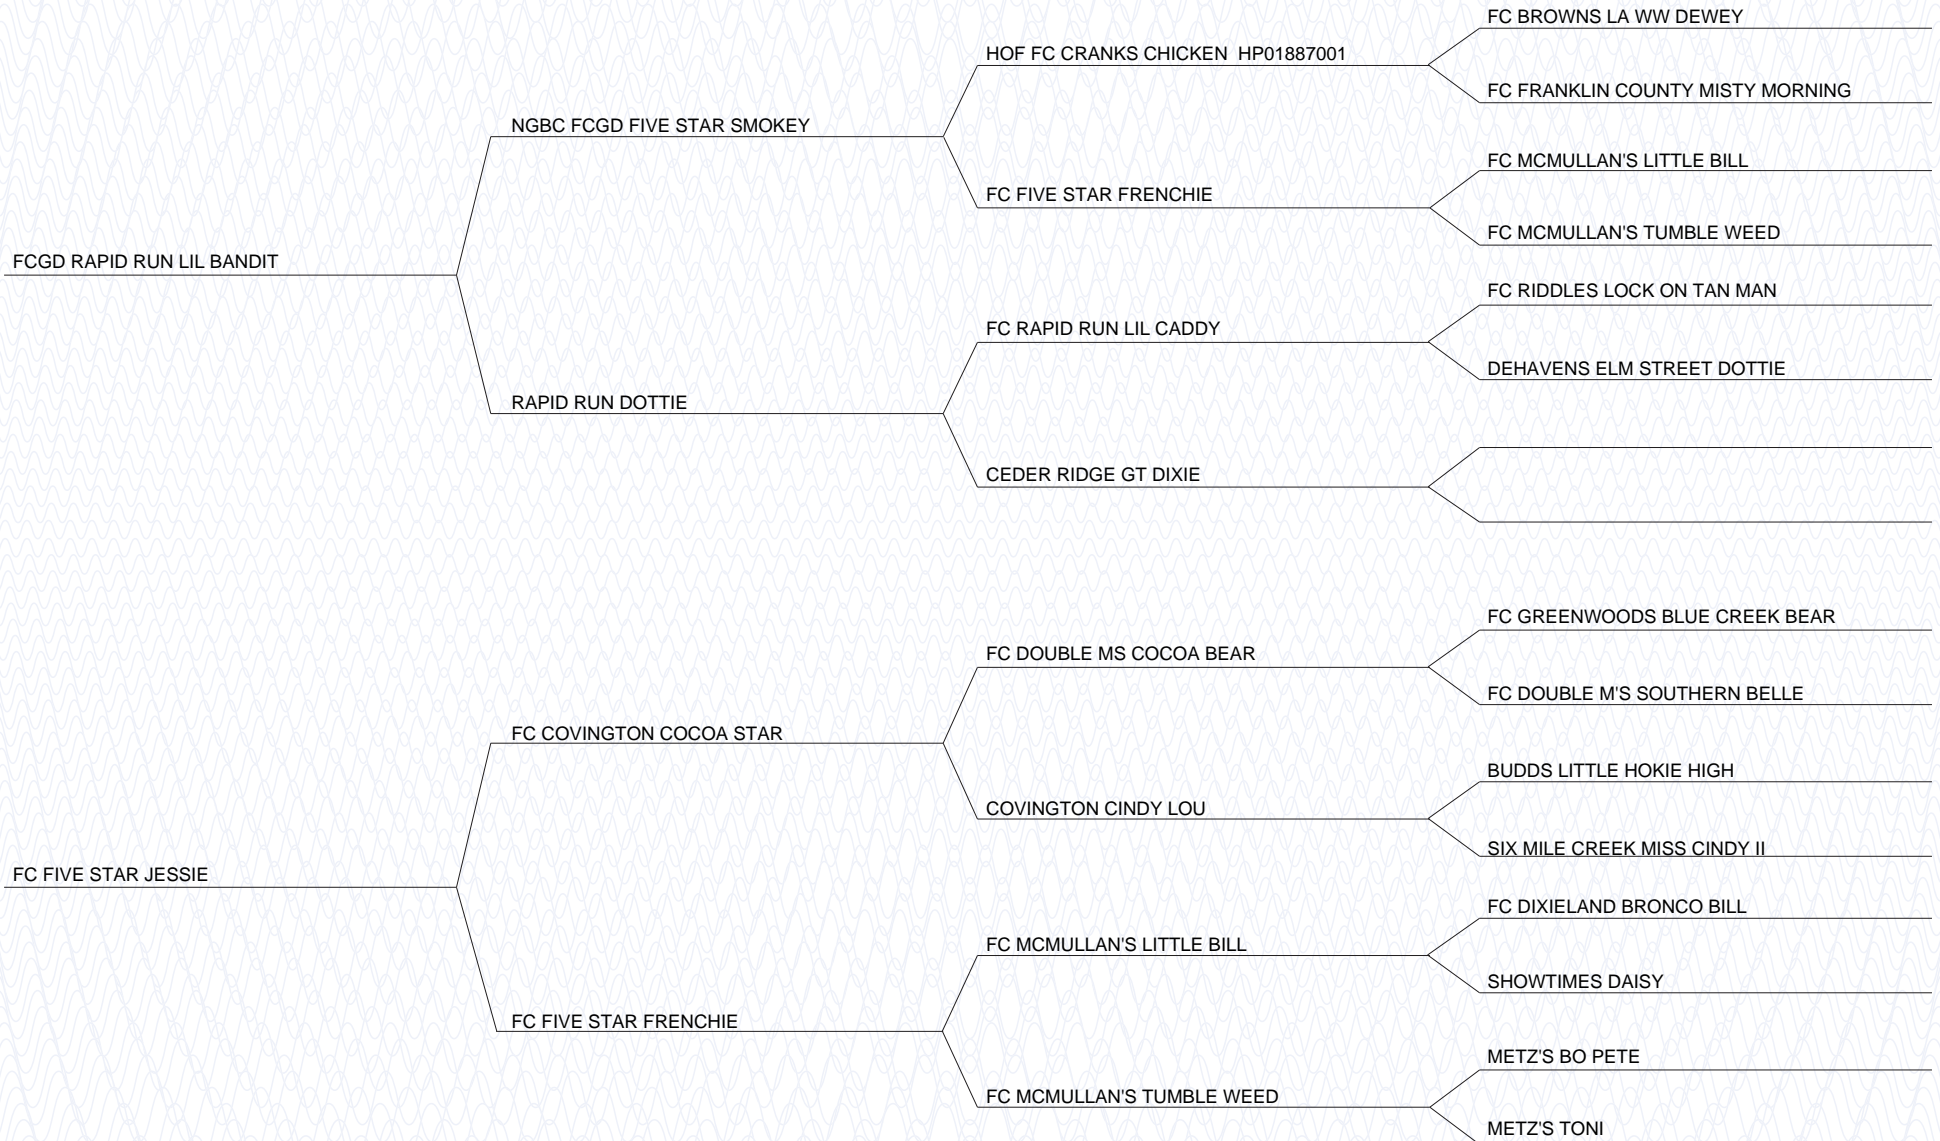 FC BROWNS LA WW DEWEY
HOF FC CRANKS CHICKEN  HP01887001
FC FRANKLIN COUNTY MISTY MORNING
NGBC FCGD FIVE STAR SMOKEY
FC MCMULLAN'S LITTLE BILL
FC FIVE STAR FRENCHIE
FC MCMULLAN'S TUMBLE WEED
FCGD RAPID RUN LIL BANDIT
FC RIDDLES LOCK ON TAN MAN
FC RAPID RUN LIL CADDY
DEHAVENS ELM STREET DOTTIE
RAPID RUN DOTTIE
CEDER RIDGE GT DIXIE
FC GREENWOODS BLUE CREEK BEAR
FC DOUBLE MS COCOA BEAR
FC DOUBLE M'S SOUTHERN BELLE
FC COVINGTON COCOA STAR
BUDDS LITTLE HOKIE HIGH
COVINGTON CINDY LOU
SIX MILE CREEK MISS CINDY II
FC FIVE STAR JESSIE
FC DIXIELAND BRONCO BILL
FC MCMULLAN'S LITTLE BILL
SHOWTIMES DAISY
FC FIVE STAR FRENCHIE
METZ'S BO PETE
FC MCMULLAN'S TUMBLE WEED
METZ'S TONI